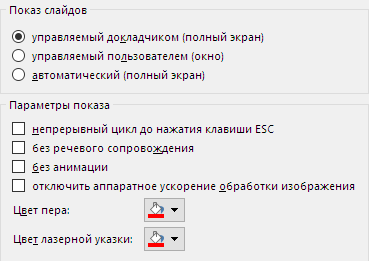 Показ слайдов
управляемый докладчиком (полный экран)
управляемый пользователем (окно)
автоматический (полный экран)
Параметры показа
непрерывный цикл до нажатия клавиши ESC
без речевого сопровождения
без анимации
отключить аппаратное ускорение обработки изображения
Цвет пера:
Цвет лазерной указки: